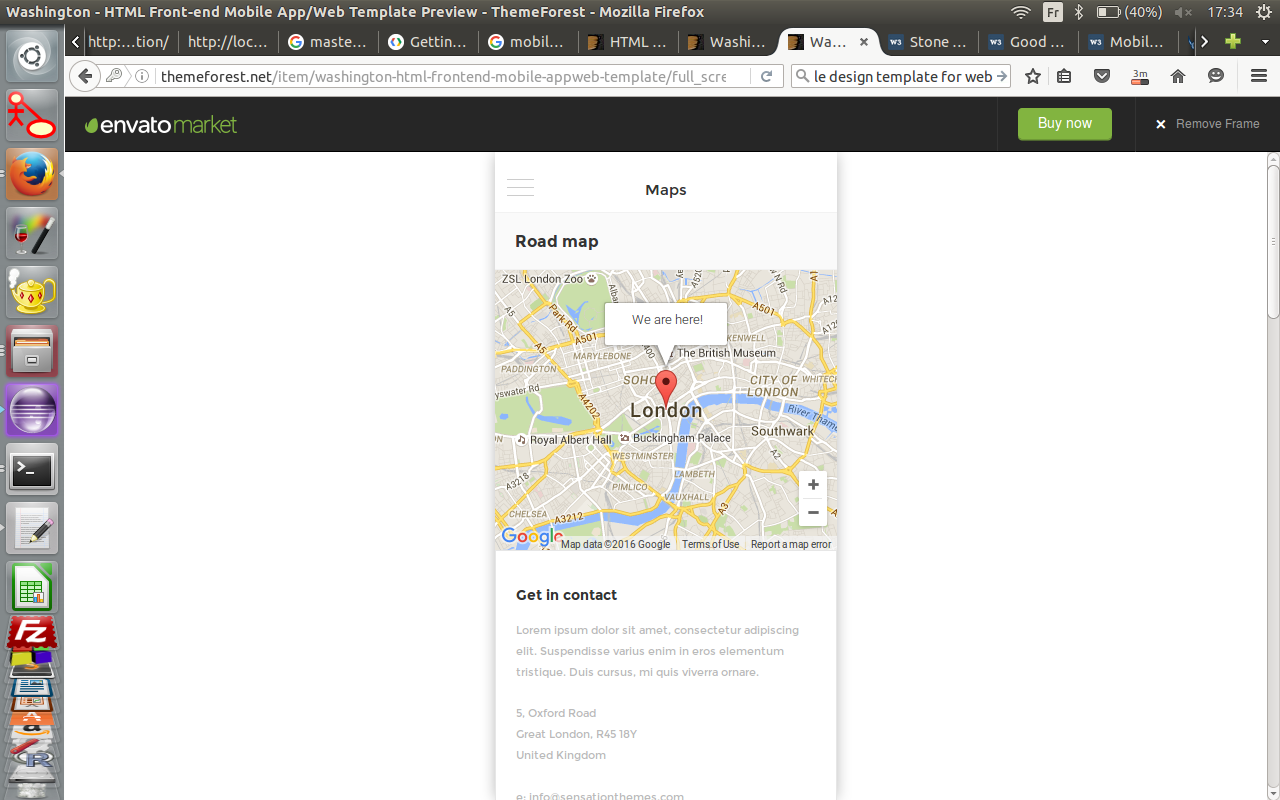 Washington - HTML Front-end Mobile App/Web Template Preview - ThemeForest - Mozilla Firefox
Fr
(40%)
17:34
http:...tion/
http://loc...
maste...
Gettin...
mobil...
HTML ...
Washi...
Wa...
Stone ...
Good ...
Mobil...
themeforest.net/item/washington-html-frontend-mobile-appweb-template/full_scre
le design template for web
3m
envato market
Buy now
Remove Frame
Maps
Road map
ZSL London Zoo
A501
A501
A501
Park Rd
A5
We are here!
MARYLEBONE
PADDINGTON
The British Museum
SOHO
CITY OF
LONDON
A4202
London
River Thame
Southwark
Royal Albert Hall
Buckingham Palace
WESTMINSTER
A2
LAMBETH
A3218
PIMLICO
VAUXHALL
CHELSEA
A3212
A3
+
−
Google
Map data ©2016 Google
Terms of Use
Report a map error
Get in contact
Lorem ipsum dolor sit amet, consectetur adipiscing
elit. Suspendisse varius enim in eros elementum
tristique. Duis cursus, mi quis viverra ornare.
5, Oxford Road
Great London, R45 18Y
United Kingdom
e: info@sensationthemes.com